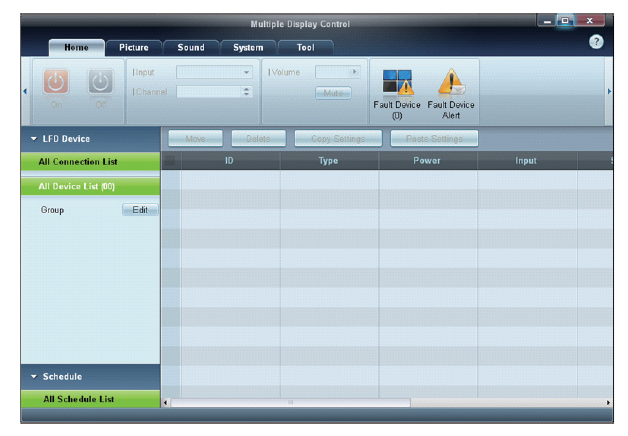 Multiple Display Control
Home Picture Sound System Tool
?
Input Volume
Channel Mute
On Off
Fault Device (0) Fault Device Alert
LFD Device
Move Delete Copy Settings Paste Settings
All Connection List
ID Type Power Input
All Device List (00)
Group Edit
Schedule
All Schedule List